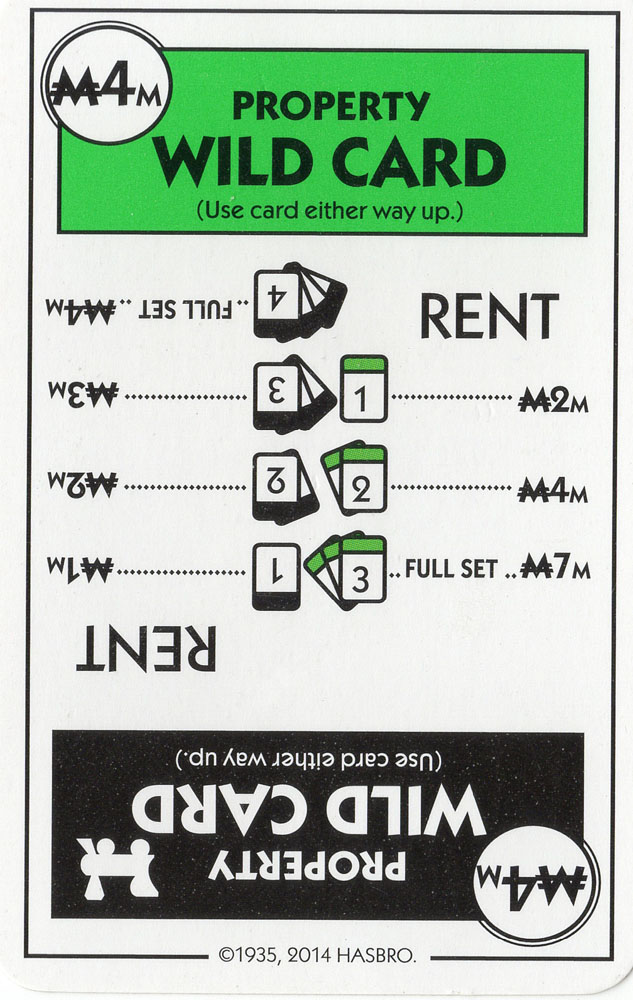 M4M
PROPERTY
WILD CARD
(Use card either way up.)
RENT
1 .......... M2M
2 .......... M4M
3 .. FULL SET .. M7M
M4M
PROPERTY
WILD CARD
(Use card either way up.)
RENT
1 .......... M1M
2 .......... M2M
3 .......... M3M
4 .. FULL SET .. M4M
©1935, 2014 HASBRO.